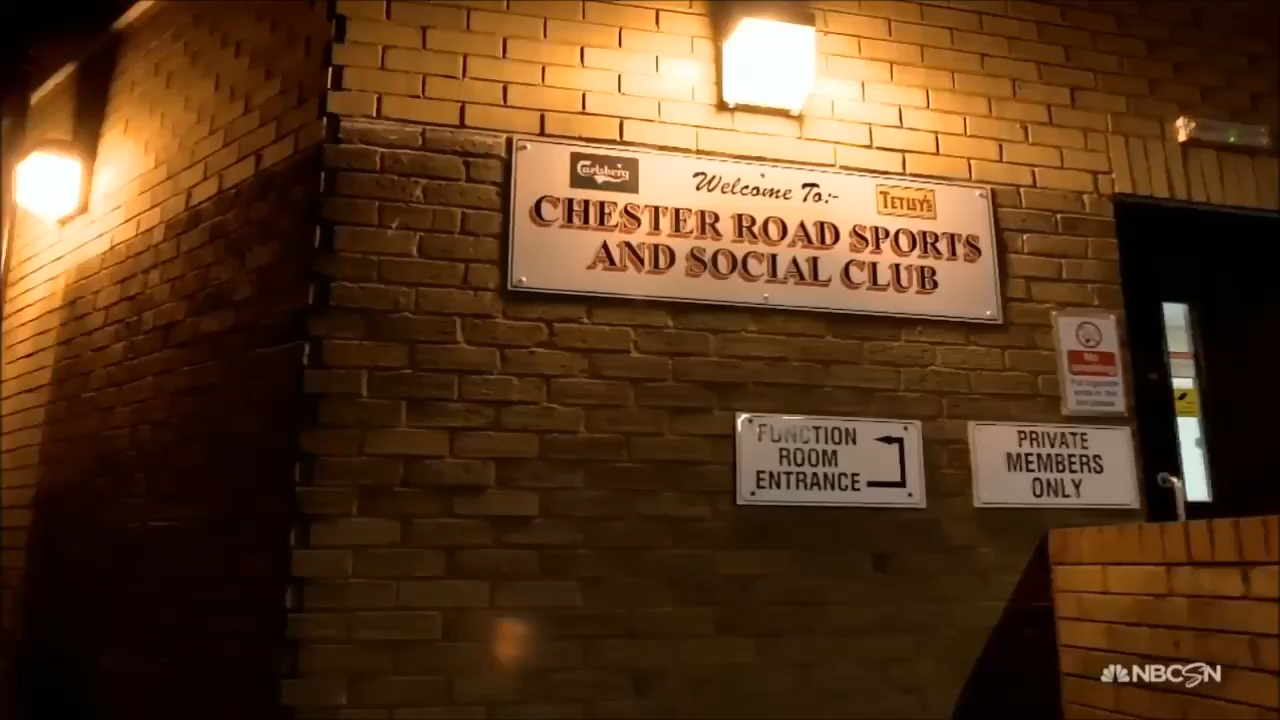 Carlsberg
Welcome To:-
TETLEY'S
CHESTER ROAD SPORTS
AND SOCIAL CLUB
FUNCTION
ROOM
ENTRANCE
PRIVATE
MEMBERS
ONLY
NBCSN